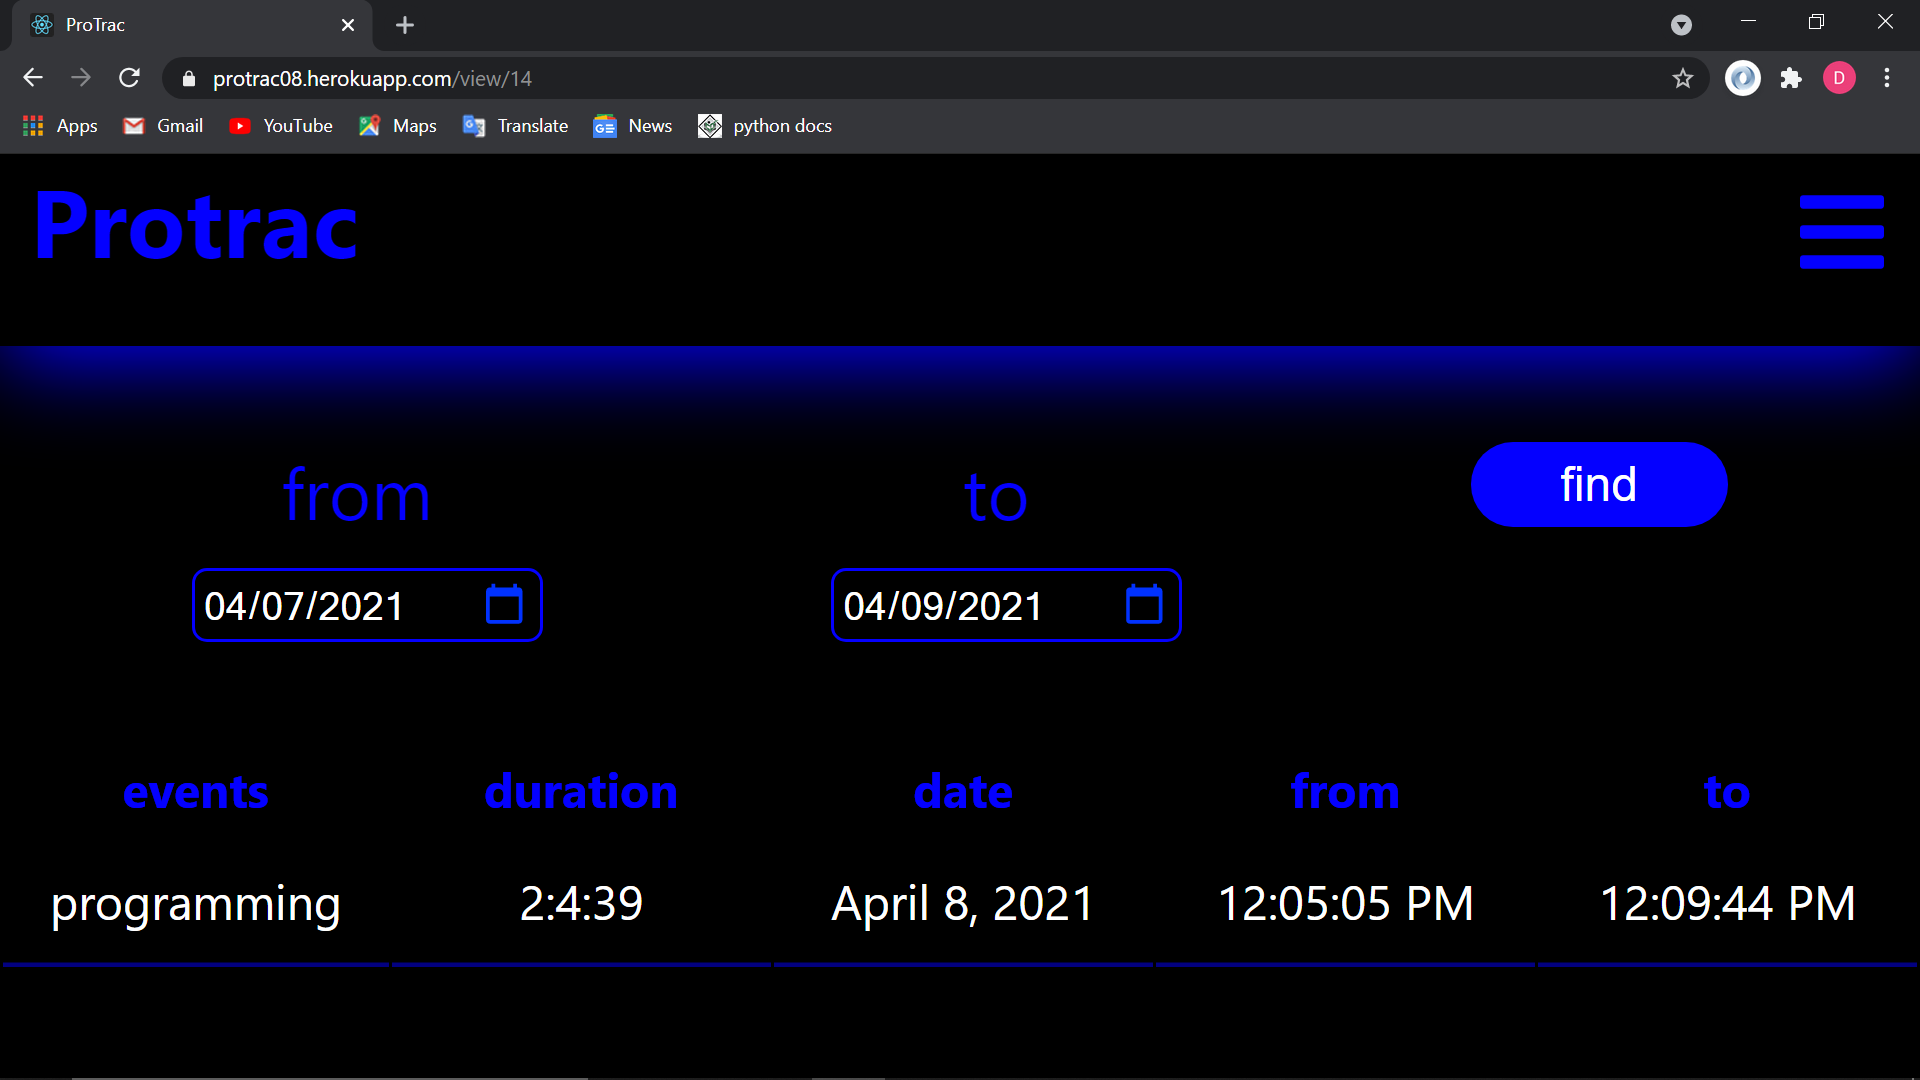 ProTrac
protrac08.herokuapp.com/view/14
D
Apps Gmail YouTube Maps Translate News python docs
Protrac
from to find
04/07/2021 04/09/2021
events duration date from to
programming 2:4:39 April 8, 2021 12:05:05 PM 12:09:44 PM